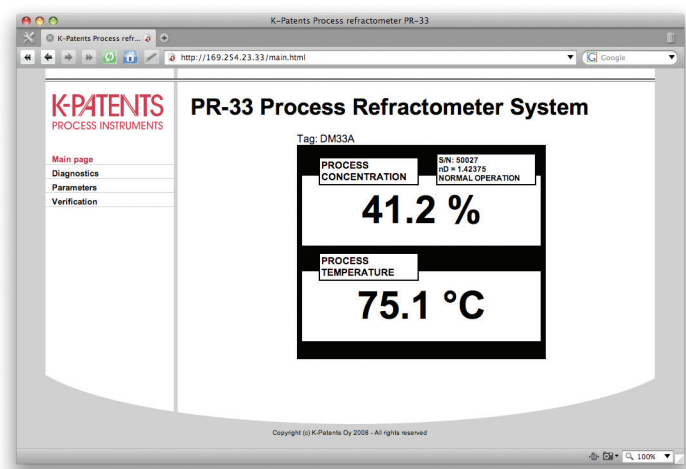 K-Patents Process refractometer PR-33
K-Patents Process refr...
http://169.254.23.33/main.html
Google
K-PATENTS
PROCESS INSTRUMENTS
PR-33 Process Refractometer System
Tag: DM33A
Main page
Diagnostics
Parameters
Verification
PROCESS
CONCENTRATION
S/N: 50027
nD = 1.42375
NORMAL OPERATION
41.2 %
PROCESS
TEMPERATURE
75.1 °C
Copyright (c) K-Patents Oy 2008 - All rights reserved
100%